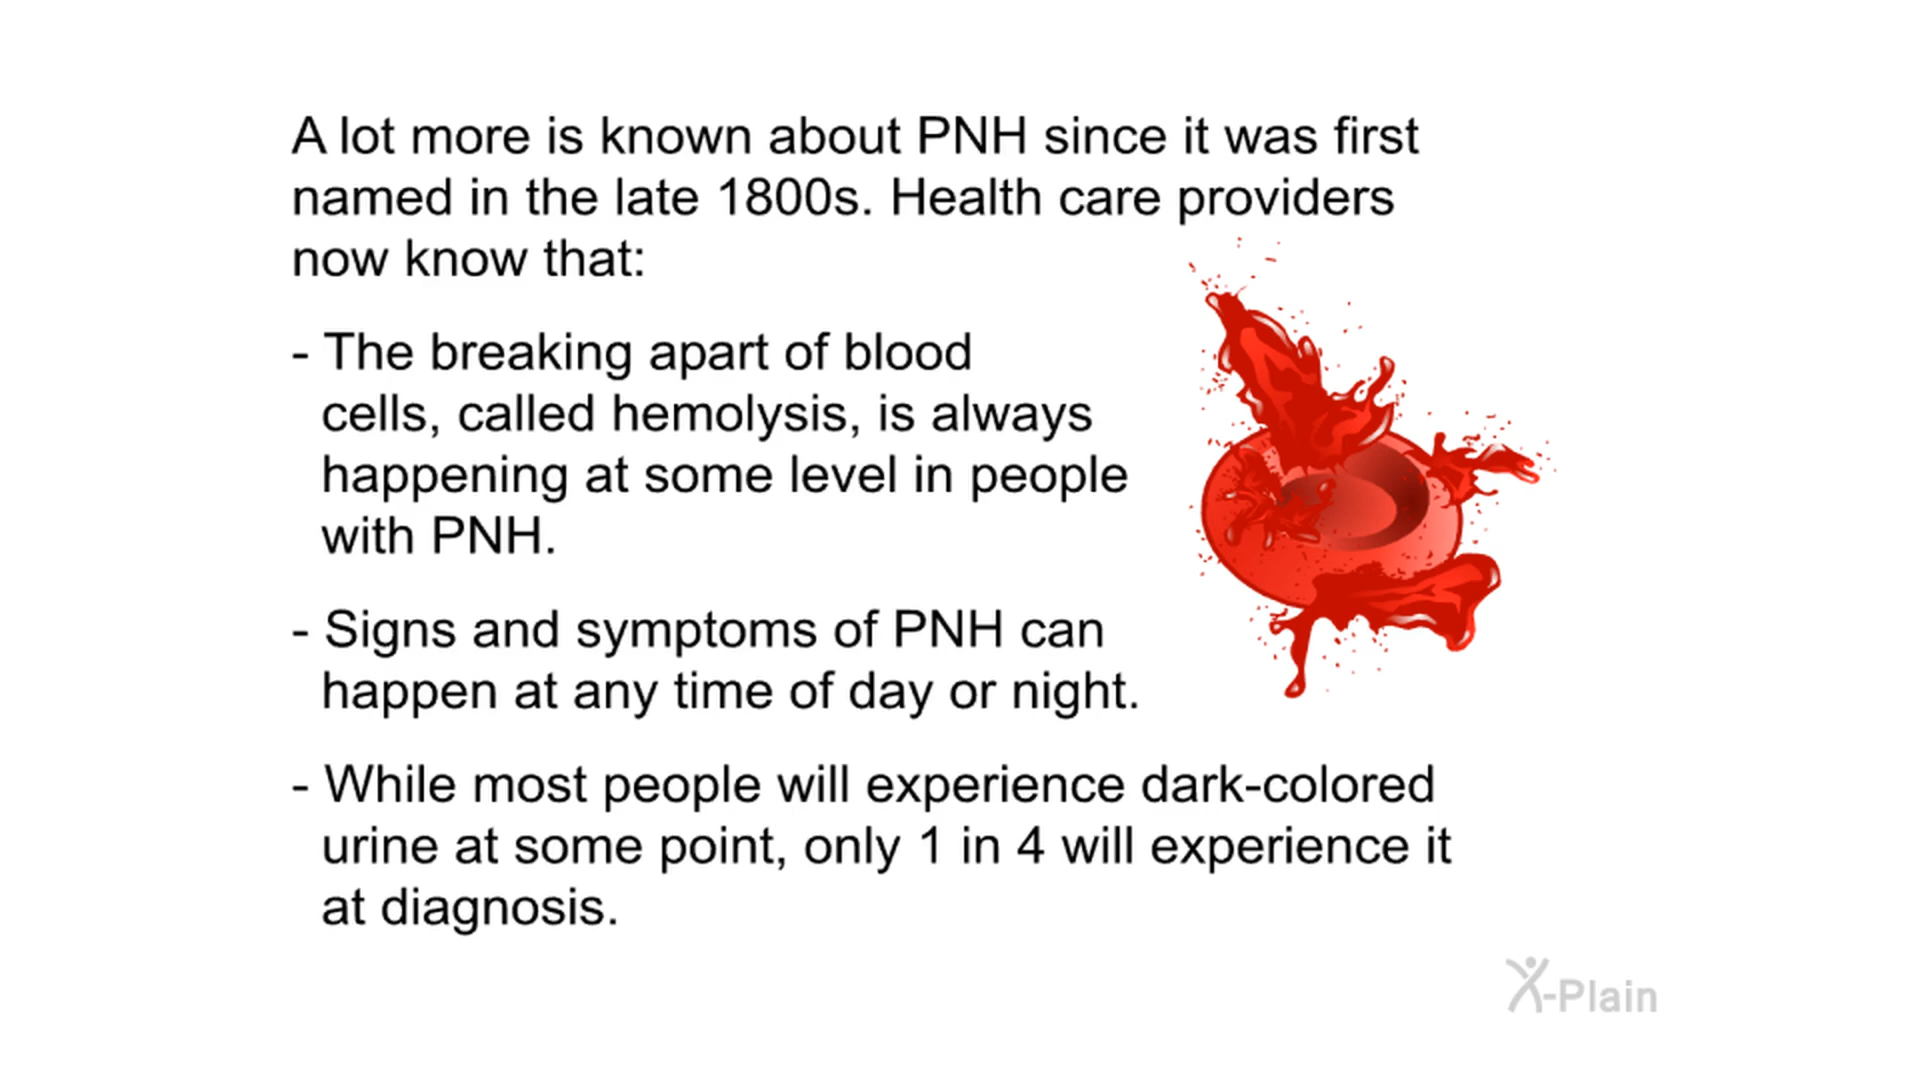 A lot more is known about PNH since it was first
named in the late 1800s. Health care providers
now know that:
- The breaking apart of blood
cells, called hemolysis, is always
happening at some level in people
with PNH.
- Signs and symptoms of PNH can
happen at any time of day or night.
- While most people will experience dark-colored
urine at some point, only 1 in 4 will experience it
at diagnosis.
X-Plain